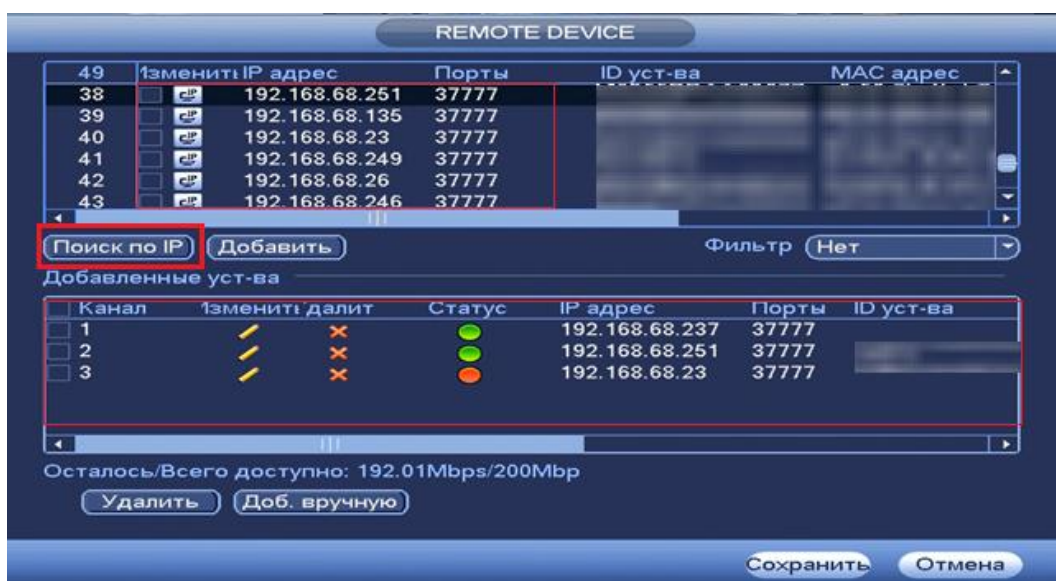 REMOTE DEVICE
49 Ізменитı IP адрес Порты ID уст-ва MAC адрес
38 192.168.68.251 37777
39 192.168.68.135 37777
40 192.168.68.23 37777
41 192.168.68.249 37777
42 192.168.68.26 37777
43 192.168.68.246 37777
Поиск по IP Добавить Фильтр Нет
Добавленные уст-ва
Канал Ізменитı далит Статус IP адрес Порты ID уст-ва
1 192.168.68.237 37777
2 192.168.68.251 37777
3 192.168.68.23 37777
Осталось/Всего доступно: 192.01Mbps/200Mbp
Удалить Доб. вручную
Сохранить Отмена